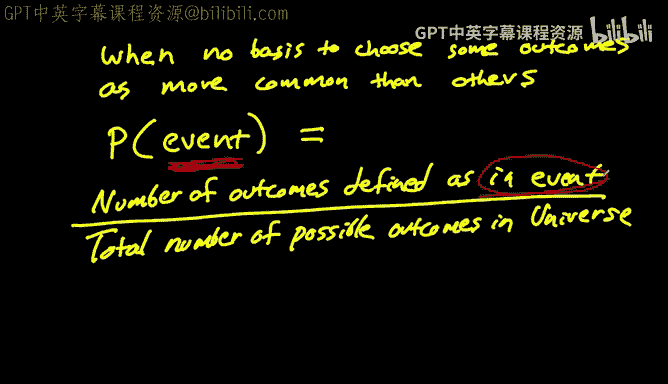 GPT中英字幕课程资源@bilibili.com
GPT中英字幕课程资源 bilibili
when no basis to choose some outcomes
as more common than others
P(event) =
Number of outcomes defined as in event
Total number of possible outcomes in Universe